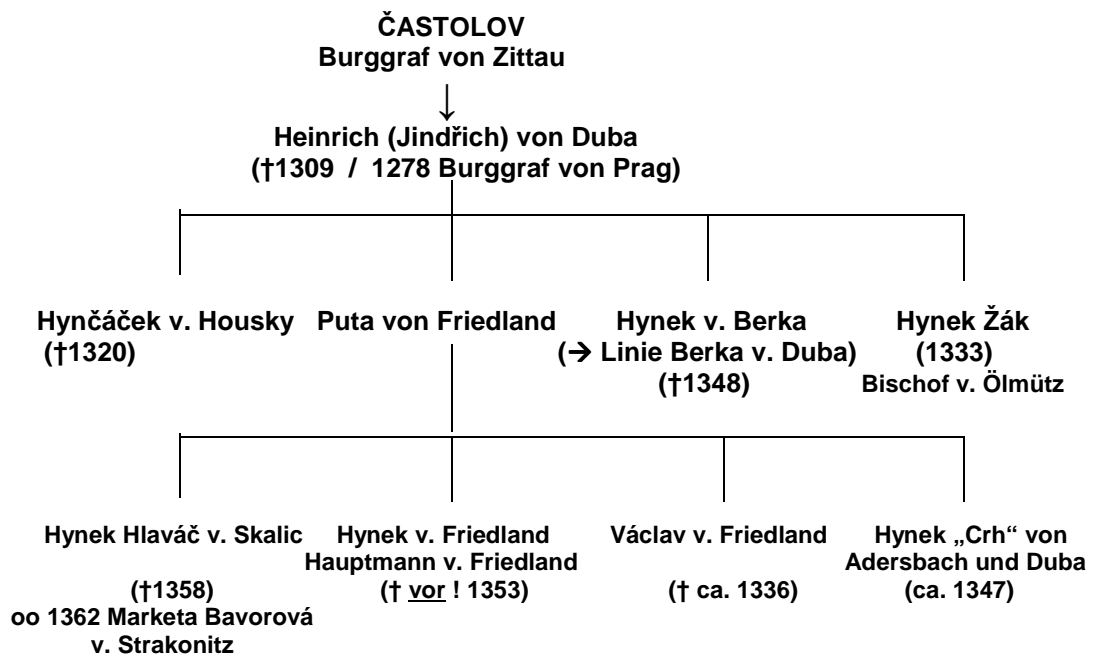 ČASTOLOV
Burggraf von Zittau
↓
Heinrich (Jindřich) von Duba
(†1309 / 1278 Burggraf von Prag)
Hynčáček v. Housky
(†1320)
Puta von Friedland
Hynek v. Berka
(→ Linie Berka v. Duba)
(†1348)
Hynek Žák
(1333)
Bischof v. Ölmütz
Hynek Hlaváč v. Skalic
(†1358)
oo 1362 Marketa Bavorová
v. Strakonitz
Hynek v. Friedland
Hauptmann v. Friedland
(† vor ! 1353)
Václav v. Friedland
(† ca. 1336)
Hynek „Crh“ von
Adersbach und Duba
(ca. 1347)